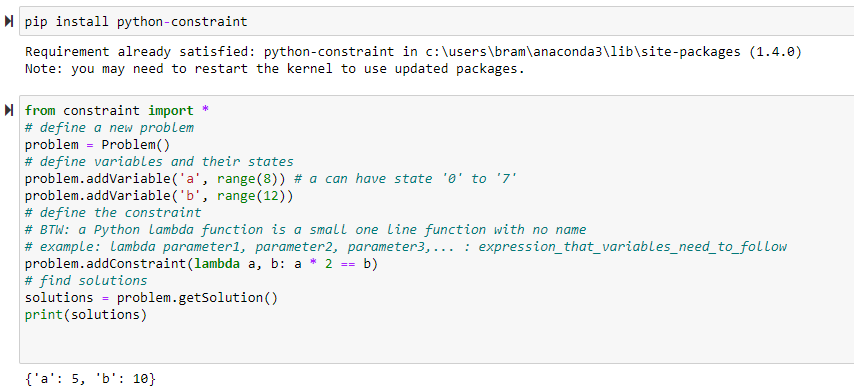 pip install python-constraint
Requirement already satisfied: python-constraint in c:\users\bram\anaconda3\lib\site-packages (1.4.0)
Note: you may need to restart the kernel to use updated packages.
from constraint import *
# define a new problem
problem = Problem()
# define variables and their states
problem.addVariable('a', range(8)) # a can have state '0' to '7'
problem.addVariable('b', range(12))
# define the constraint
# BTW: a Python lambda function is a small one line function with no name
# example: lambda parameter1, parameter2, parameter3,... : expression_that_variables_need_to_follow
problem.addConstraint(lambda a, b: a * 2 == b)
# find solutions
solutions = problem.getSolution()
print(solutions)
{'a': 5, 'b': 10}